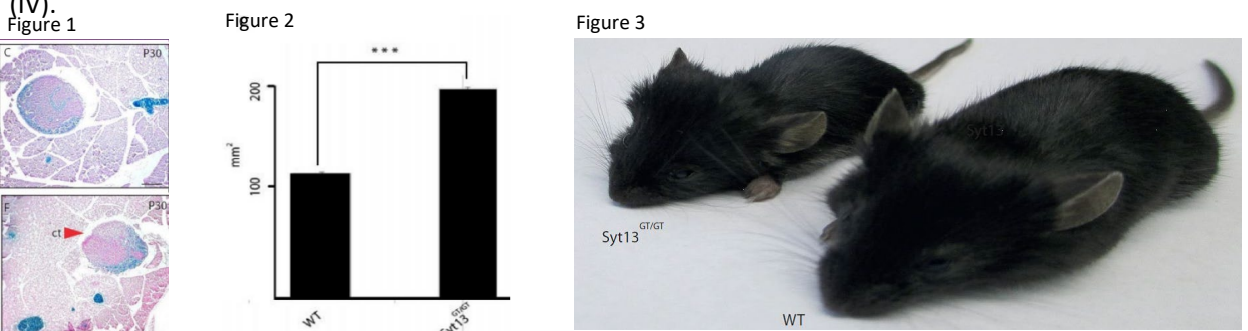 (IV).
Figure 1
C P30
F P30
ct
Figure 2
***
200
mm²
100
WT
Syt13 GT/GT
Figure 3
Syt13
Syt13 GT/GT
WT